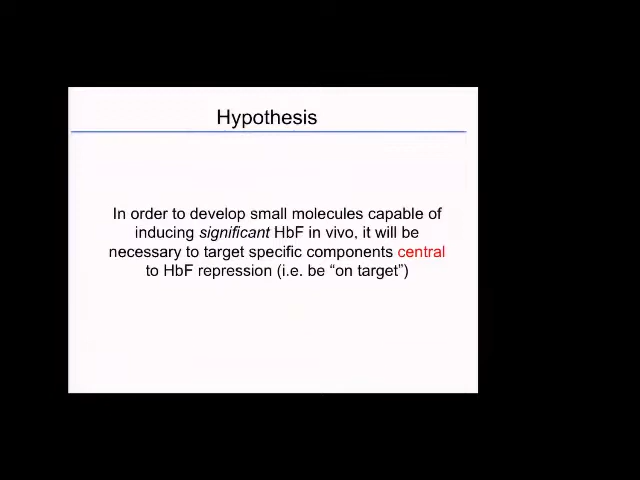 Hypothesis
In order to develop small molecules capable of
inducing significant HbF in vivo, it will be
necessary to target specific components central
to HbF repression (i.e. be “on target”)